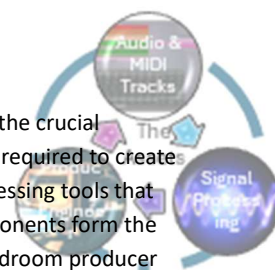 Audio &
MIDI
Tracks
the crucial
The
required to create
Signal
Process
ing
essing tools that
onents form the
droom producer